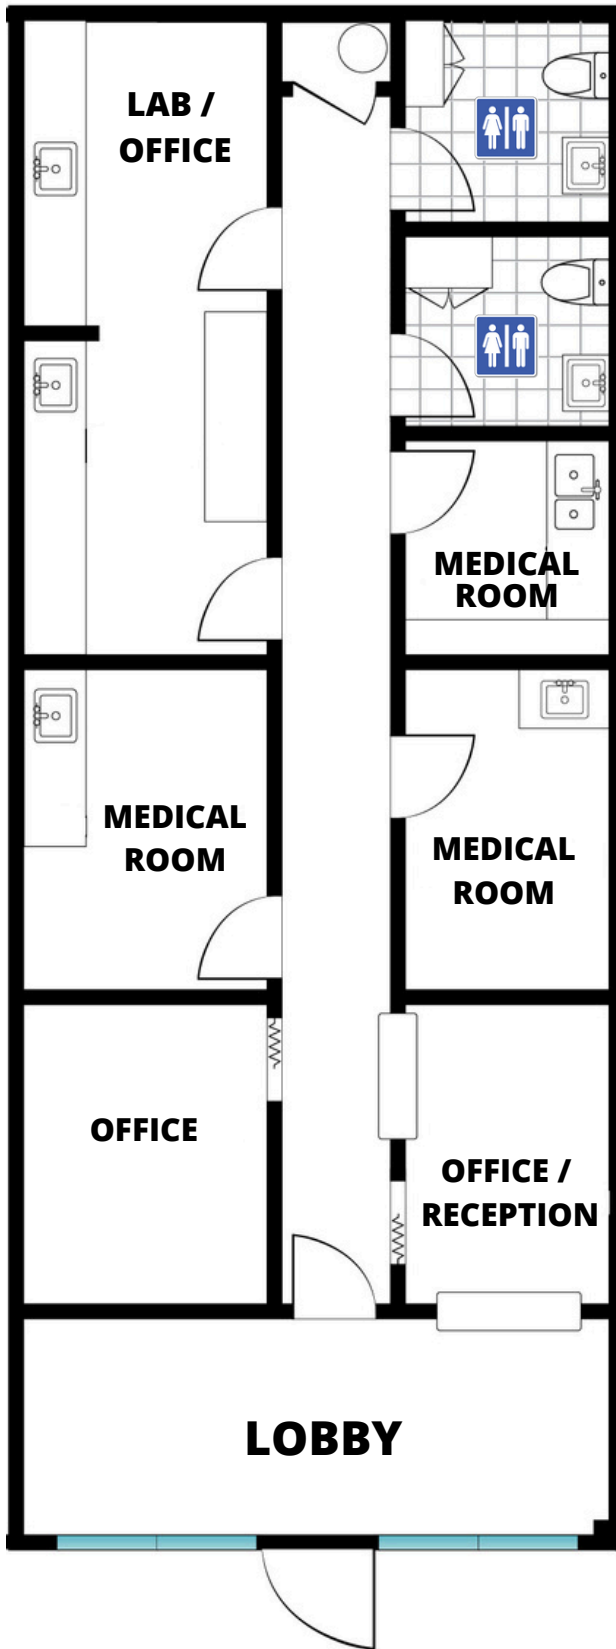 LAB /
OFFICE
MEDICAL
ROOM
MEDICAL
ROOM
MEDICAL
ROOM
OFFICE
OFFICE /
RECEPTION
LOBBY